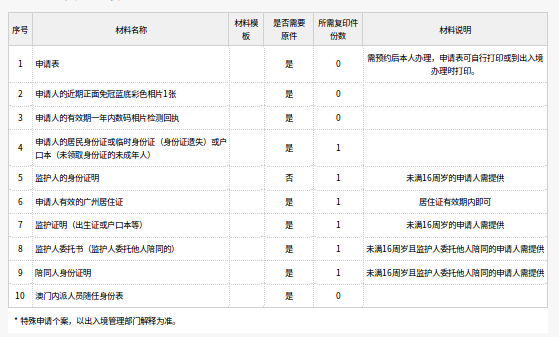 序号 材料名称 材料模板 是否需要原件 所需复印件份数 材料说明
1 申请表 是 0 需预约后本人办理，申请表可自行打印或到出入境办理时打印。
2 申请人的近期正面免冠蓝底彩色相片1张 是 0
3 申请人的有效期一年内数码相片检测回执 是 0
4 申请人的居民身份证或临时身份证（身份证遗失）或户口本（未领取身份证的未成年人） 是 1
5 监护人的身份证明 否 1 未满16周岁的申请人需提供
6 申请人有效的广州居住证 是 1 居住证有效期内即可
7 监护证明（出生证或户口本等） 是 1 未满16周岁的申请人需提供
8 监护人委托书（监护人委托他人陪同的） 是 1 未满16周岁且监护人委托他人陪同的申请人需提供
9 陪同人身份证明 是 1 未满16周岁且监护人委托他人陪同的申请人需提供
10 澳门内派人员随任身份表 是 0
* 特殊申请个案，以出入境管理部门解释为准。